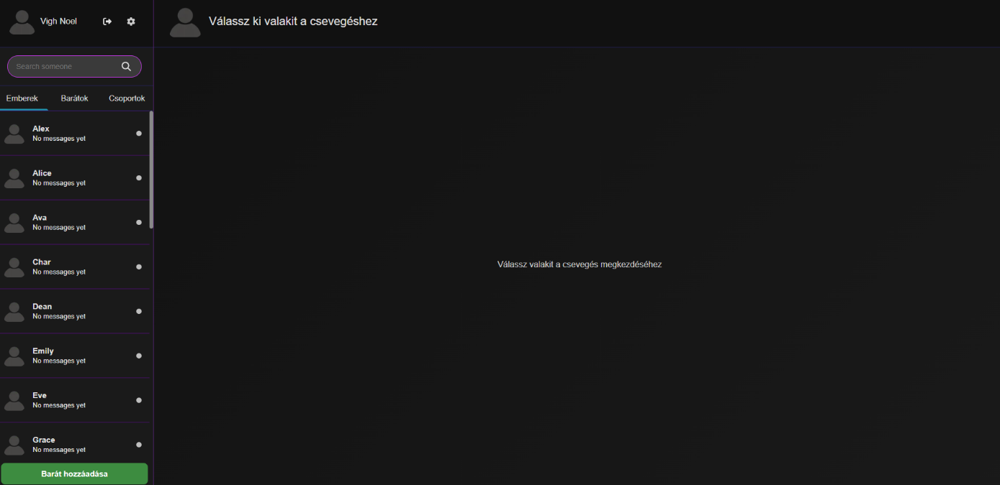 Vigh Noel
Válassz ki valakit a csevegéshez
Search someone
Emberek
Barátok
Csoportok
Alex
No messages yet
Alice
No messages yet
Ava
No messages yet
Char
No messages yet
Dean
No messages yet
Emily
No messages yet
Eve
No messages yet
Grace
No messages yet
Barát hozzáadása
Válassz valakit a csevegés megkezdéséhez